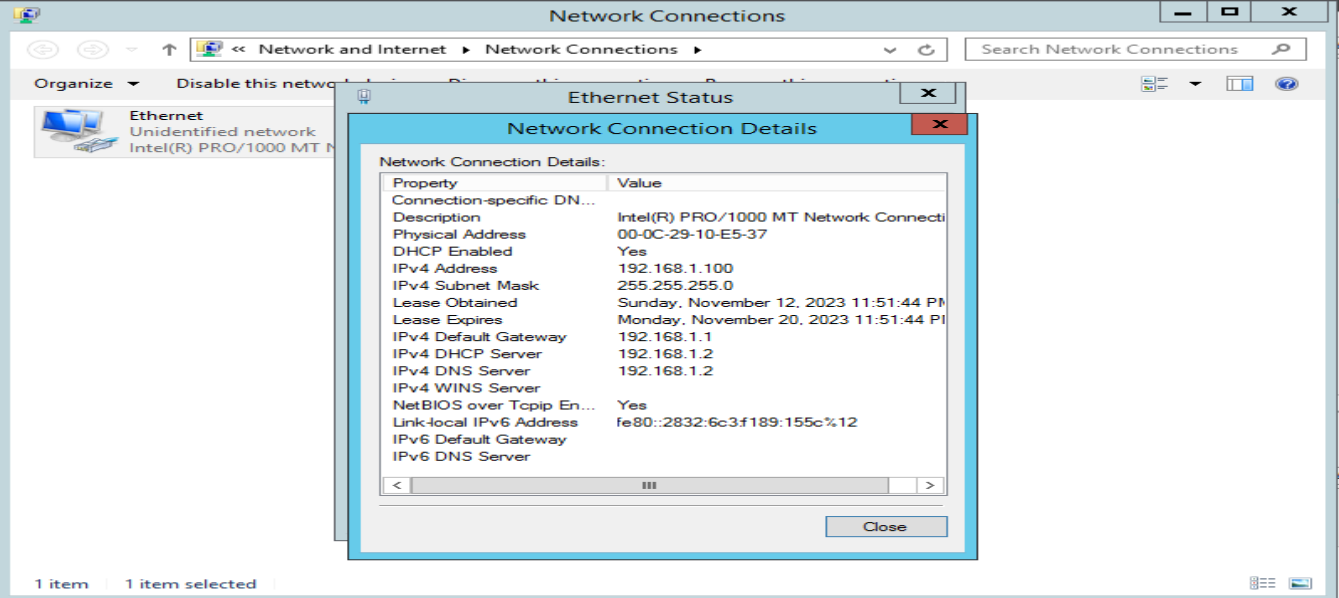 Network Connections
« Network and Internet ▸ Network Connections ▸
Search Network Connections
Organize
Disable this netwo
Ethernet
Unidentified network
Intel(R) PRO/1000 MT N
Ethernet Status
Network Connection Details
Network Connection Details:
Property Value
Connection-specific DN...
Description Intel(R) PRO/1000 MT Network Connecti
Physical Address 00-0C-29-10-E5-37
DHCP Enabled Yes
IPv4 Address 192.168.1.100
IPv4 Subnet Mask 255.255.255.0
Lease Obtained Sunday, November 12, 2023 11:51:44 PM
Lease Expires Monday, November 20, 2023 11:51:44 PI
IPv4 Default Gateway 192.168.1.1
IPv4 DHCP Server 192.168.1.2
IPv4 DNS Server 192.168.1.2
IPv4 WINS Server
NetBIOS over Tcpip En... Yes
Link-local IPv6 Address fe80::2832:6c3:f189:155c%12
IPv6 Default Gateway
IPv6 DNS Server
Close
1 item 1 item selected